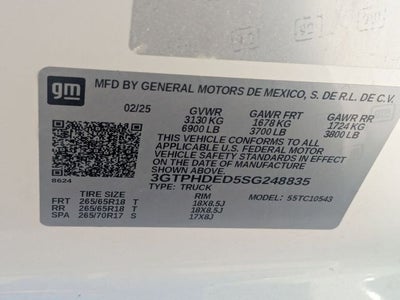 gm
MFD BY GENERAL MOTORS DE MEXICO, S. DE R.L. DE C.V.
02/25 GVWR GAWR FRT GAWR RR
3130 KG 1678 KG 1724 KG
6900 LB 3700 LB 3800 LB
THIS VEHICLE CONFORMS TO ALL
APPLICABLE U.S. FEDERAL MOTOR
VEHICLE SAFETY STANDARDS IN EFFECT
ON THE DATE OF MANUFACTURE
SHOWN ABOVE.
8624 3GTPHDED5SG248835
TYPE: TRUCK MODEL: 5STC10543
TIRE SIZE RIM
FRT 265/65R18 T 18X8.5J
RR 265/65R18 T 18X8.5J
SPA 265/70R17 S 17X8J